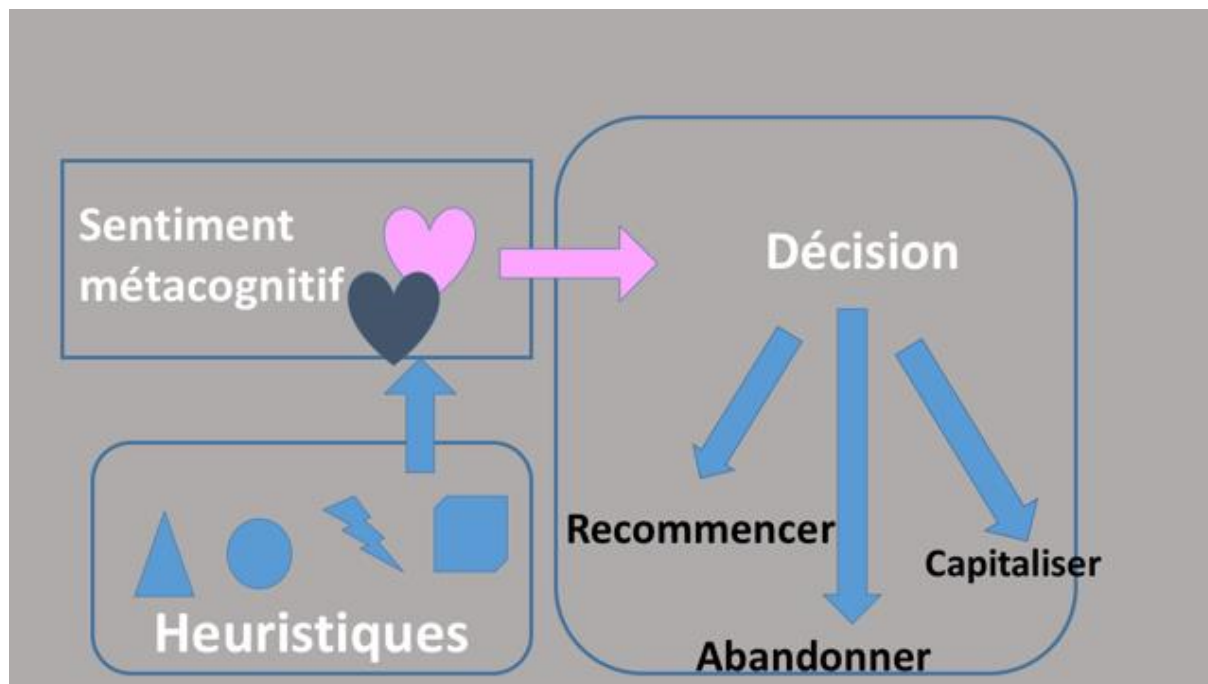 Sentiment
métacognitif
Décision
Heuristiques
Recommencer
Capitaliser
Abandonner